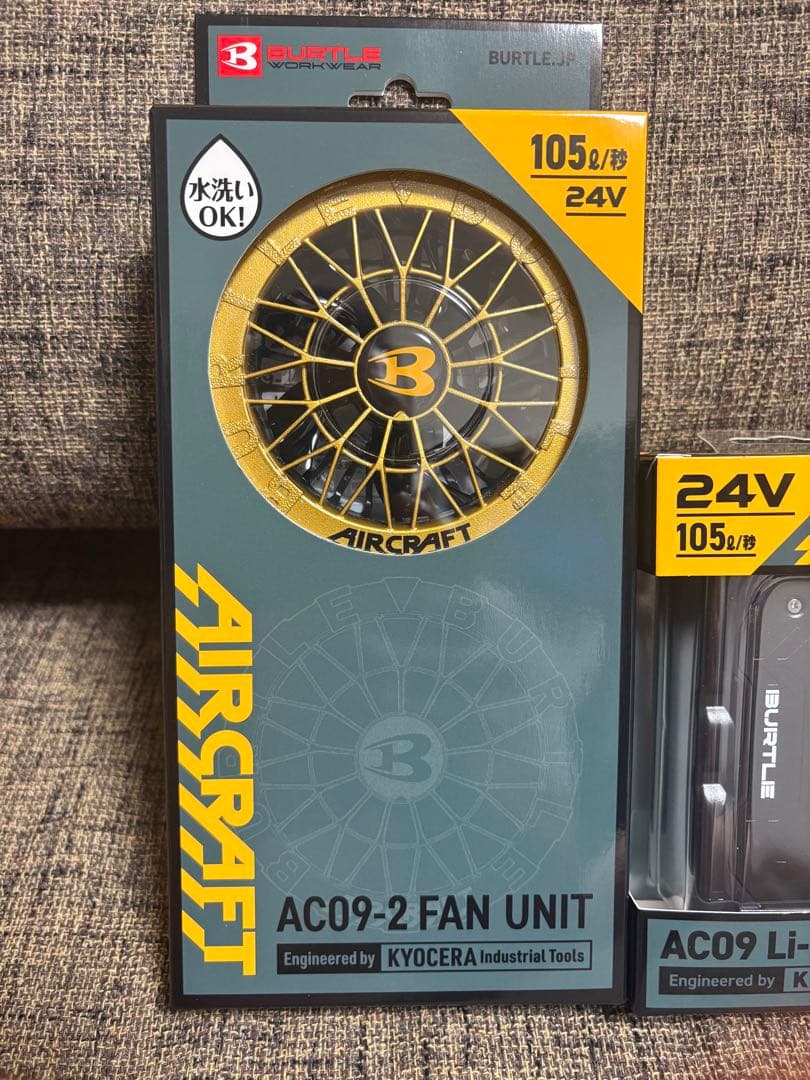 BURTLE
WORKWEAR
BURTLE.JP
水洗い
OK!
105ℓ/秒
24V
B
AIRCRAFT
AIRCRAFT
BURTLE
B
AC09-2 FAN UNIT
Engineered by KYOCERA Industrial Tools
24V
105ℓ/秒
BURTLE
AC09 Li-
Engineered by K